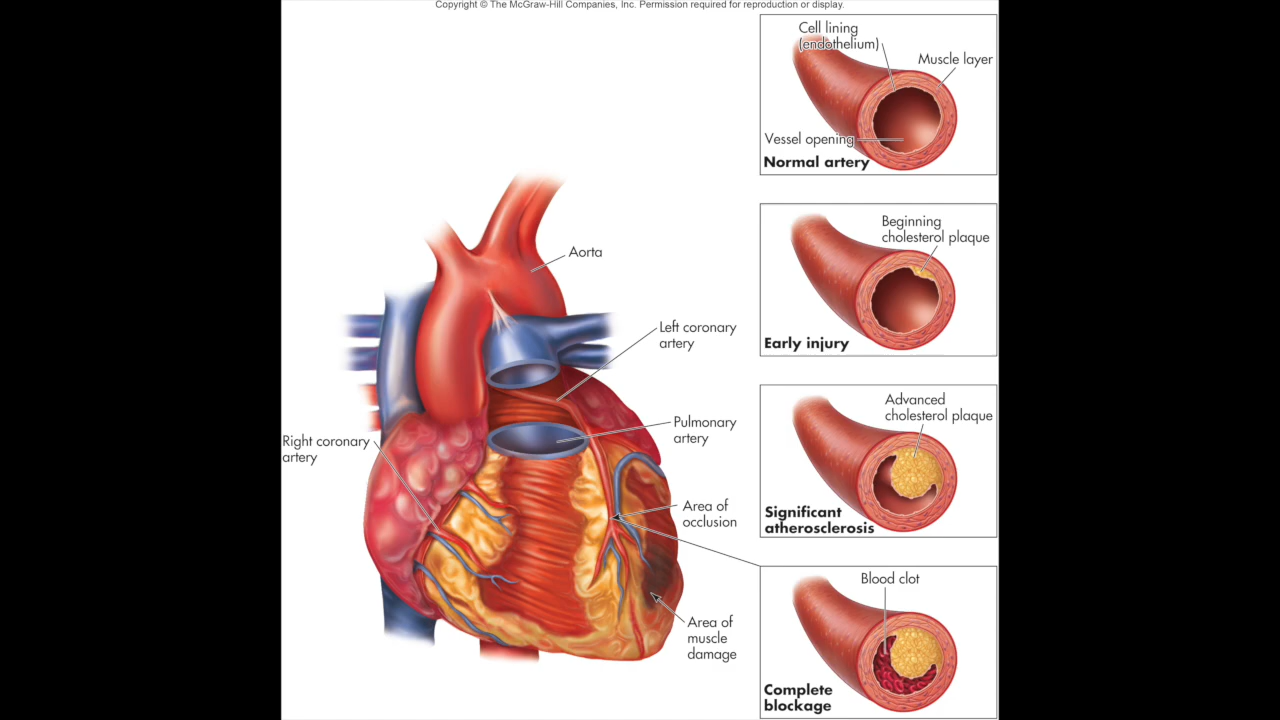 Copyright © The McGraw-Hill Companies, Inc. Permission required for reproduction or display.
Aorta
Left coronary
artery
Pulmonary
artery
Right coronary
artery
Area of
occlusion
Area of
muscle
damage
Cell lining
(endothelium)
Muscle layer
Vessel opening
Normal artery
Beginning
cholesterol plaque
Early injury
Advanced
cholesterol plaque
Significant
atherosclerosis
Blood clot
Complete
blockage